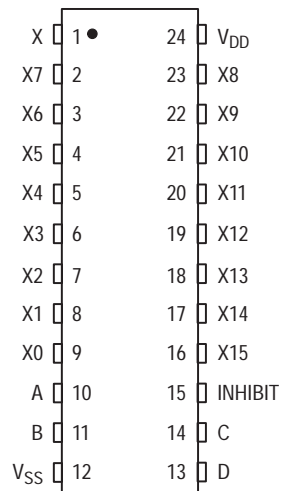 X 1 24 VDD
X7 2 23 X8
X6 3 22 X9
X5 4 21 X10
X4 5 20 X11
X3 6 19 X12
X2 7 18 X13
X1 8 17 X14
X0 9 16 X15
A 10 15 INHIBIT
B 11 14 C
VSS 12 13 D